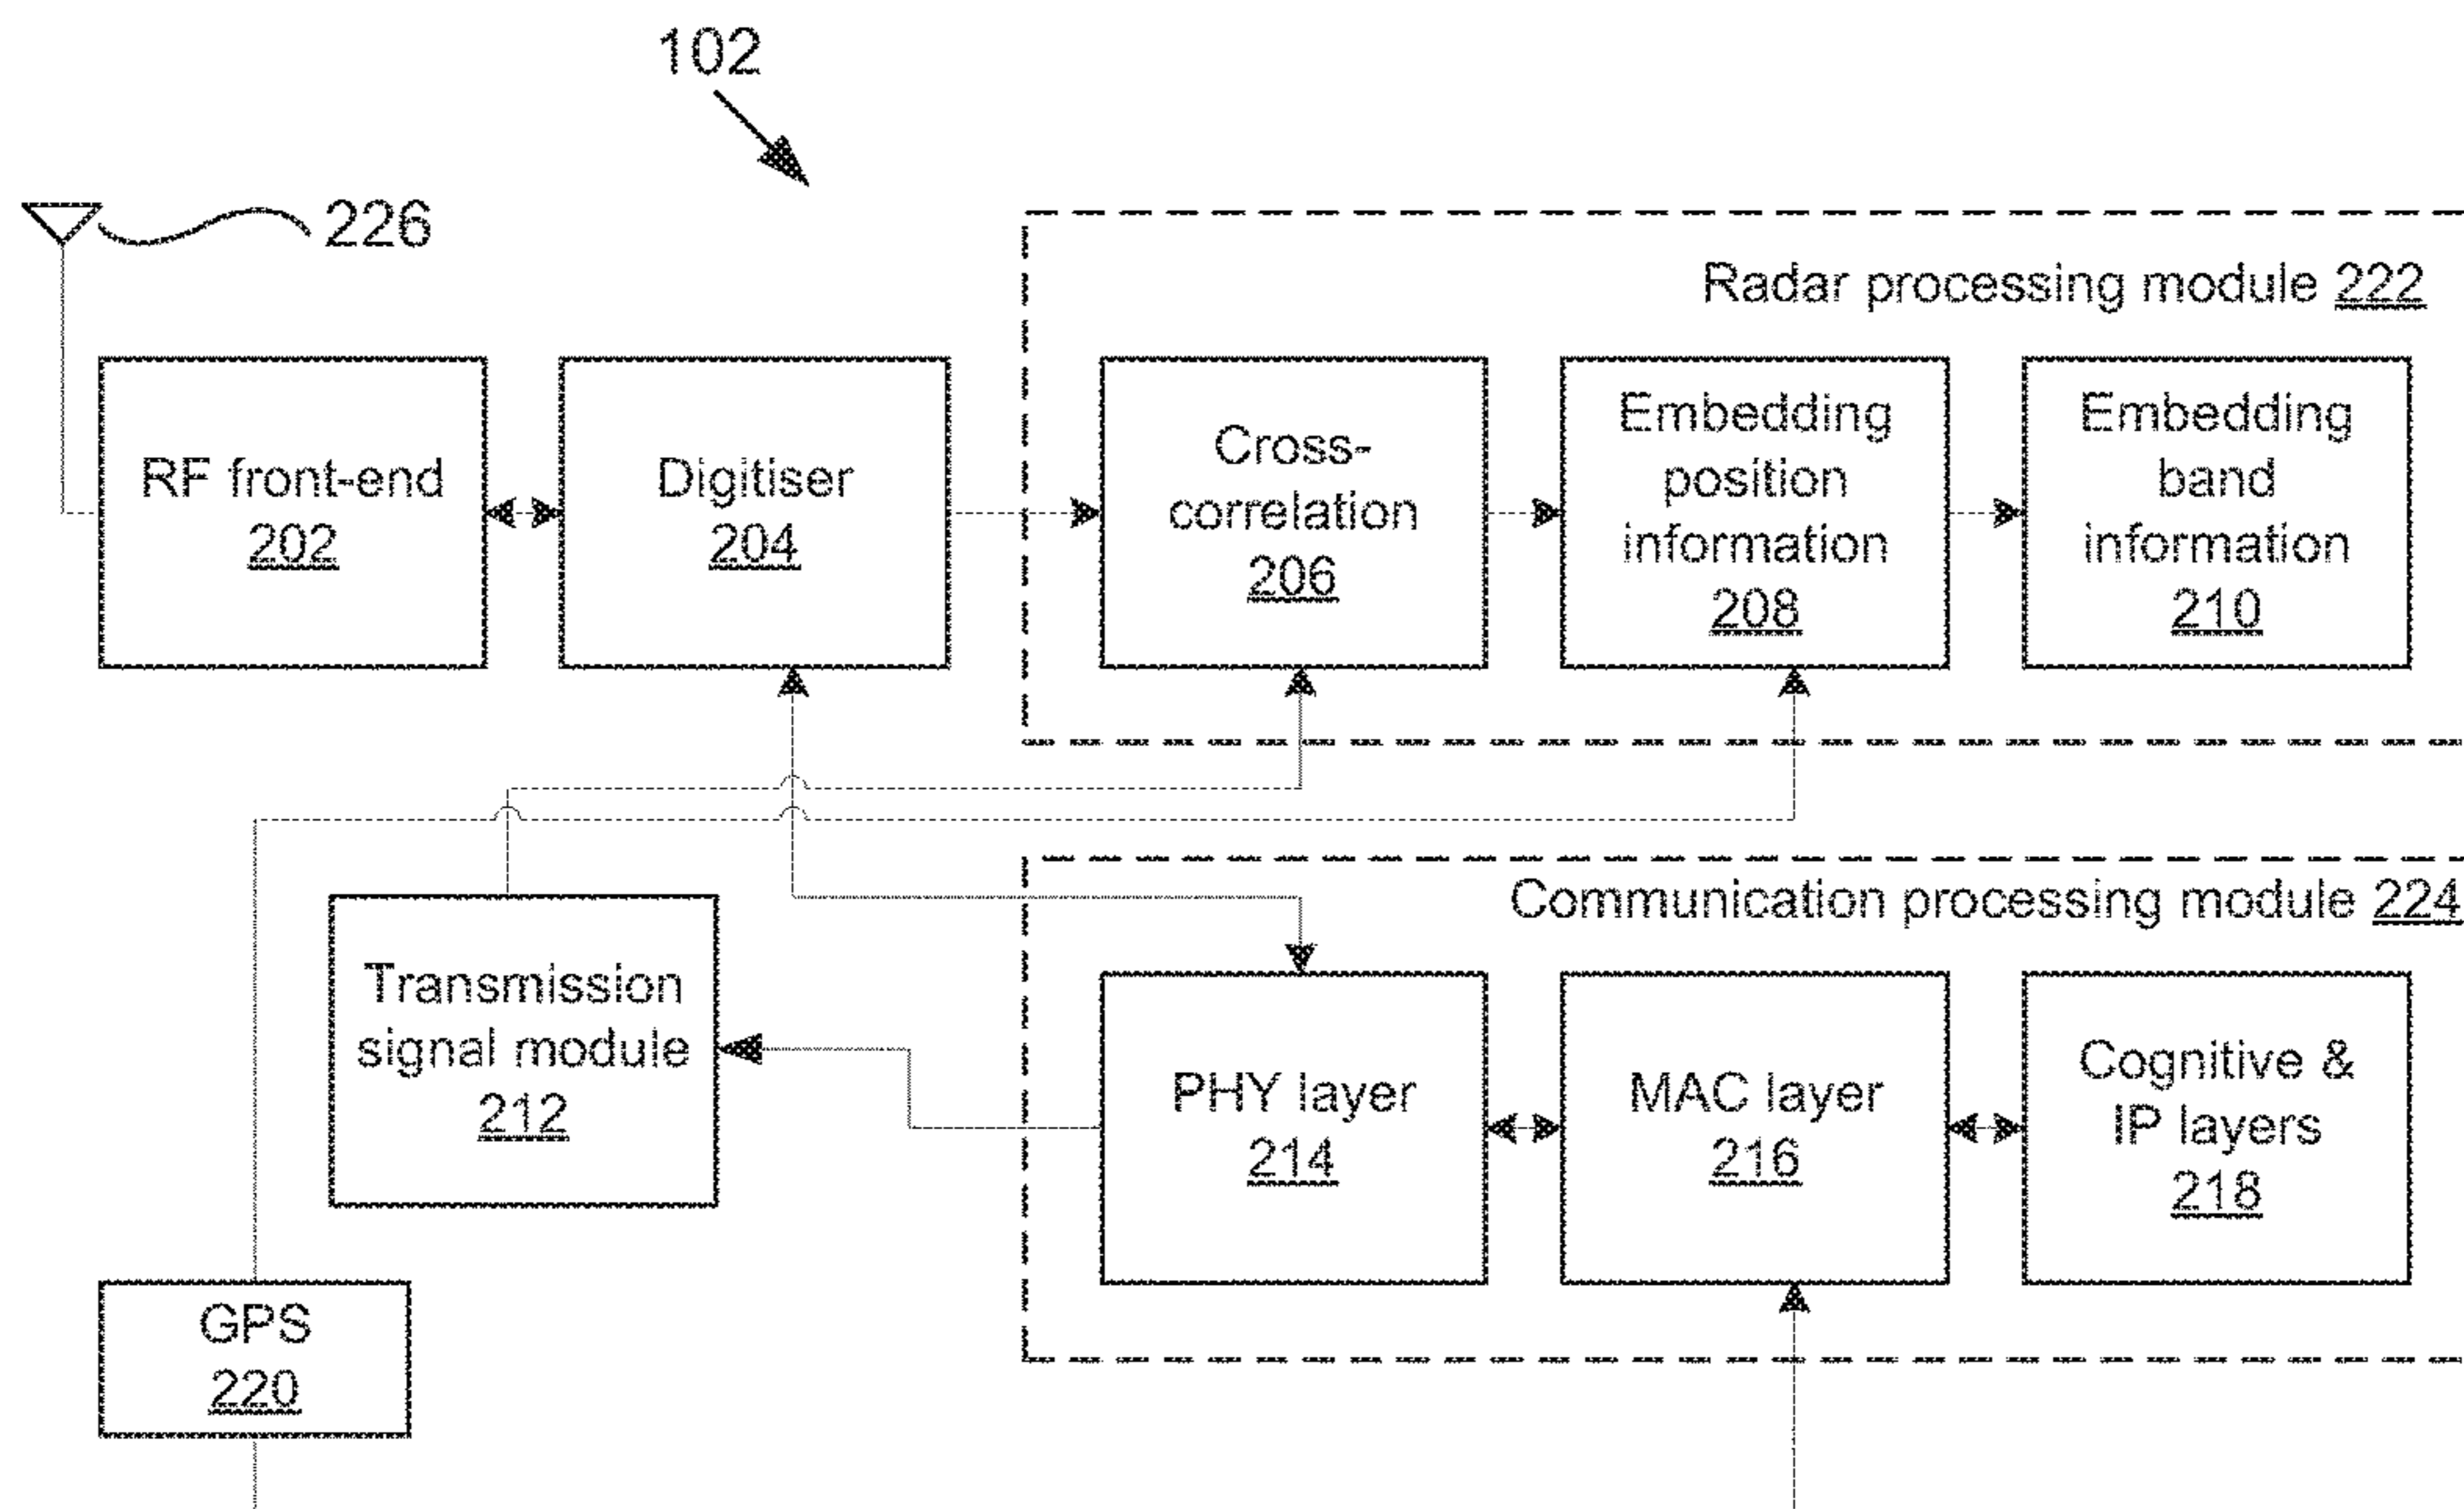 102
226
Radar processing module 222
RF front-end
202
Digitiser
204
Cross-
correlation
206
Embedding
position
information
208
Embedding
band
information
210
Communication processing module 224
Transmission
signal module
212
PHY layer
214
MAC layer
216
Cognitive &
IP layers
218
GPS
220